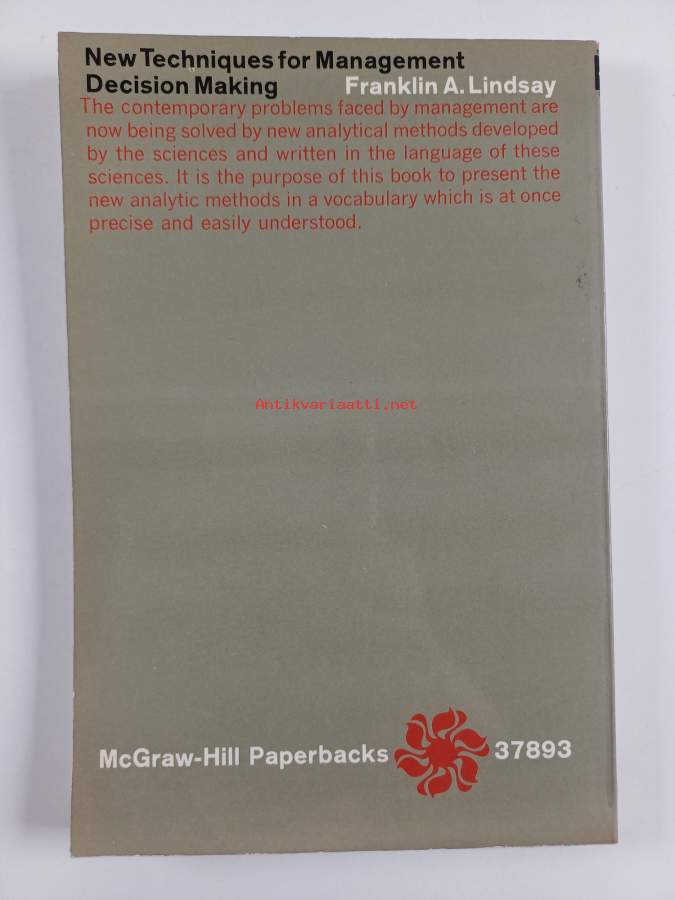 New Techniques for Management
Decision Making Franklin A. Lindsay
The contemporary problems faced by management are
now being solved by new analytical methods developed
by the sciences and written in the language of these
sciences. It is the purpose of this book to present the
new analytic methods in a vocabulary which is at once
precise and easily understood.
Antikvariaatti.net
McGraw-Hill Paperbacks 37893